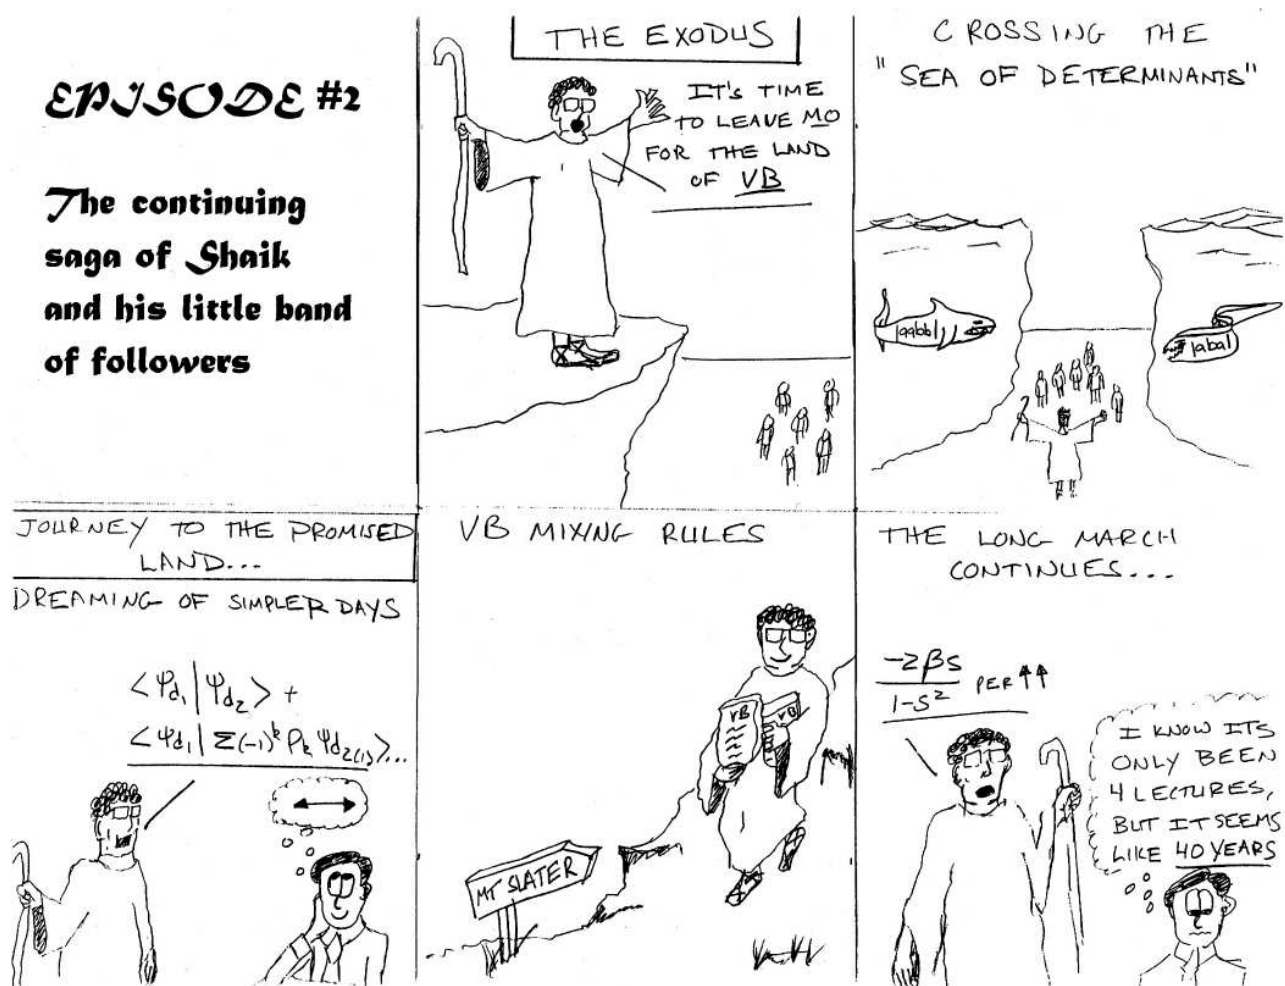 EPISODE #2
The continuing
saga of Shaik
and his little band
of followers
THE EXODUS
IT'S TIME
TO LEAVE MO
FOR THE LAND
OF VB
CROSSING THE
"SEA OF DETERMINANTS"
|aabb|
|aba|
JOURNEY TO THE PROMISED
LAND...
DREAMING OF SIMPLER DAYS
<Ψd₁|Ψd₂> +
<Ψd₁|Σ(-1)ᵏPₖΨd₂₍₁₎>...
↔
VB MIXING RULES
VB
VB
MT SLATER
THE LONG MARCH
CONTINUES...
-2βS
1-S² PER ↑↑
I KNOW ITS
ONLY BEEN
4 LECTURES,
BUT IT SEEMS
LIKE 40 YEARS